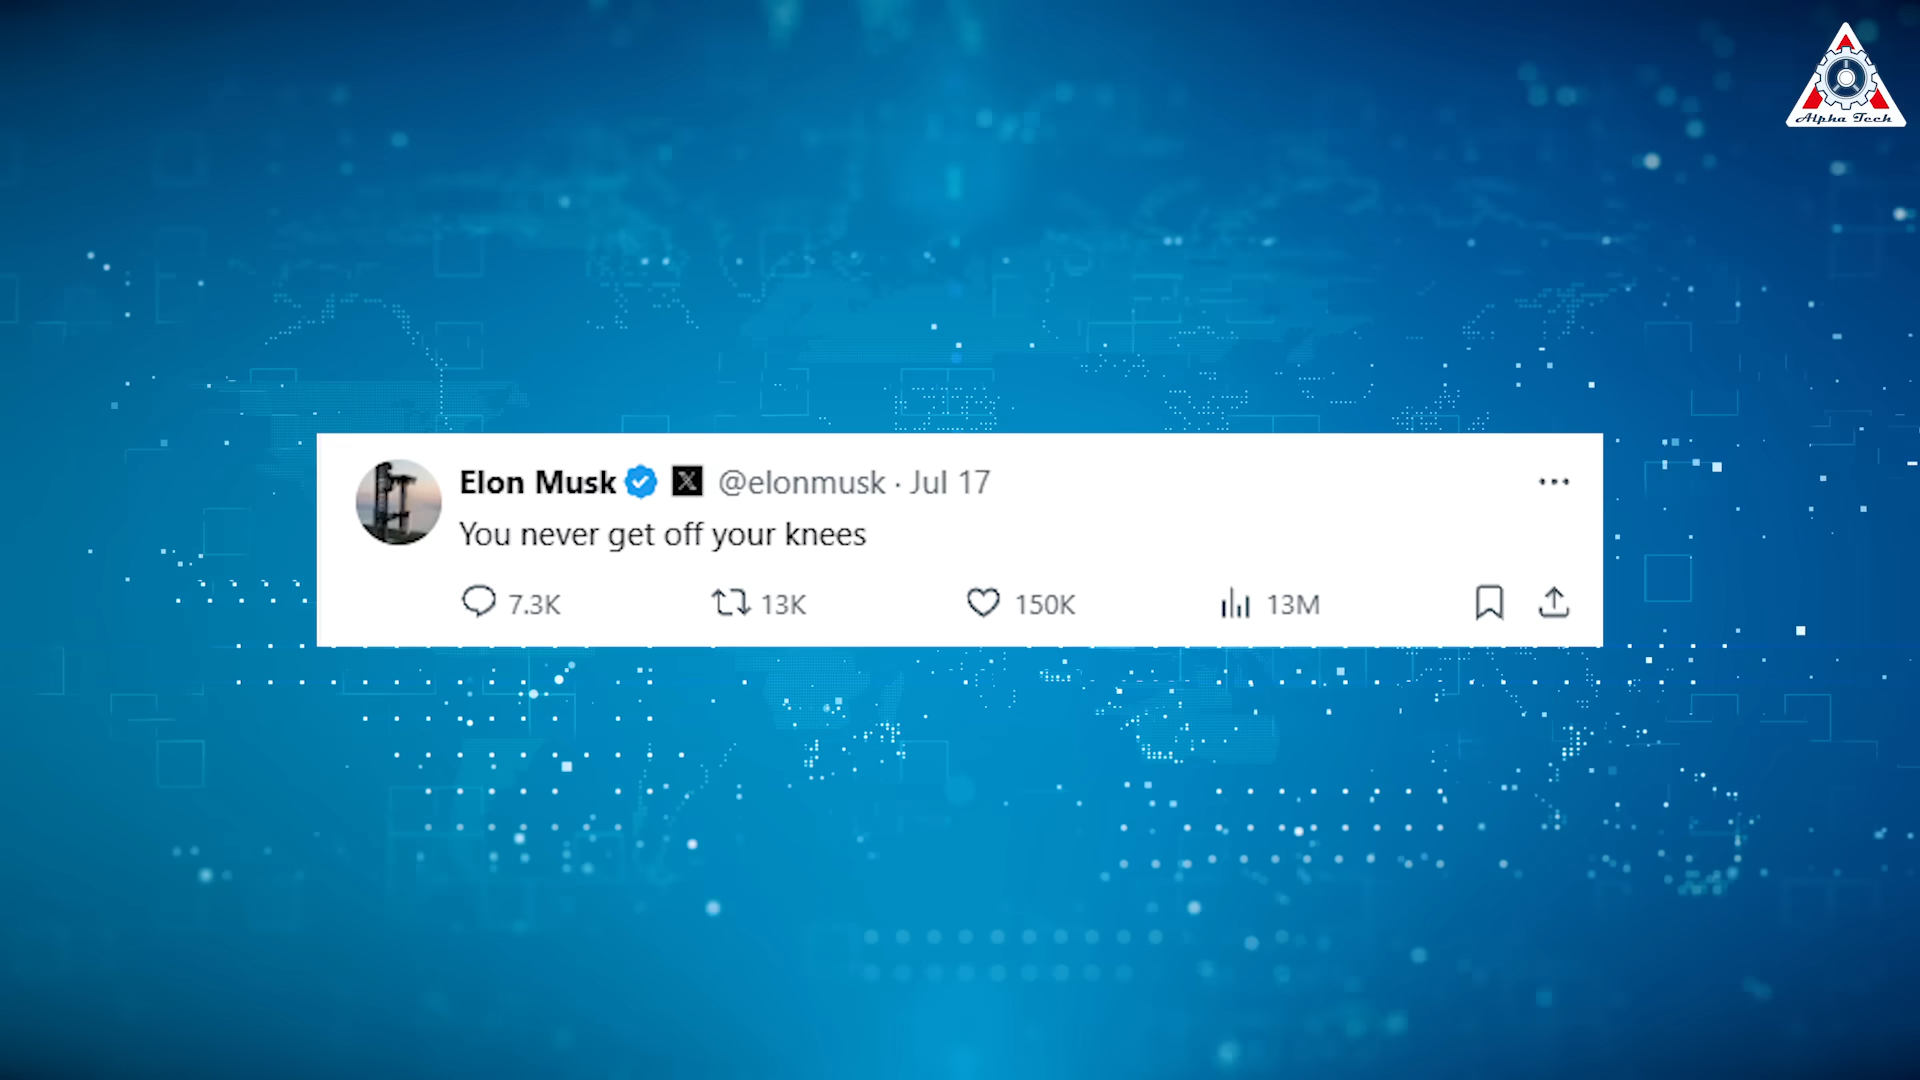 Alpha Tech
Elon Musk @elonmusk · Jul 17
You never get off your knees
7.3K 13K 150K 13M